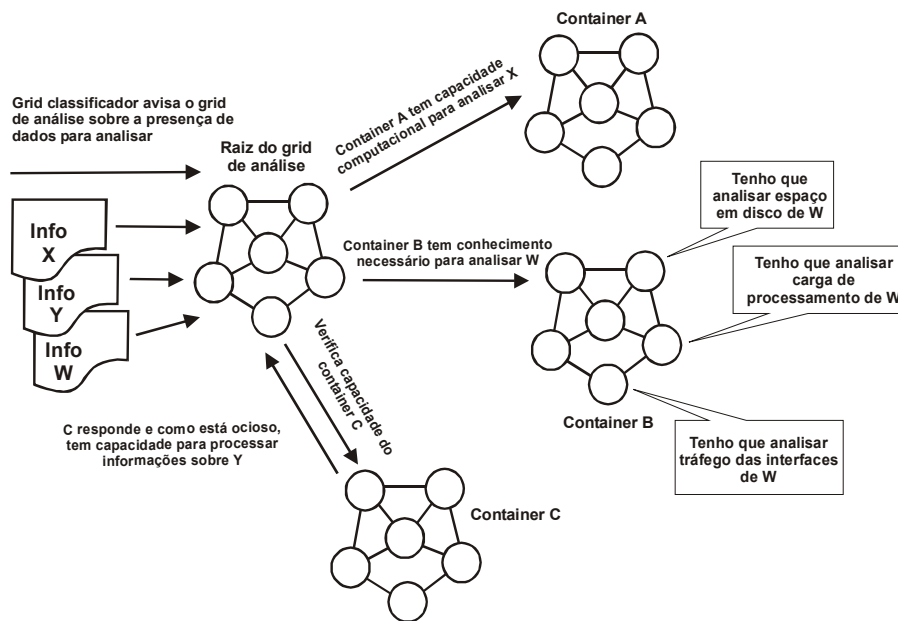 Container A
Grid classificador avisa o grid
de análise sobre a presença de
dados para analisar
Raiz do grid
de análise
Container A tem capacidade
computacional para analisar X
Info
X
Info
Y
Info
W
Container B tem conhecimento
necessário para analisar W
Tenho que
analisar espaço
em disco de W
Tenho que analisar
carga de
processamento de W
Tenho que analisar
tráfego das interfaces
de W
Container B
Verifica capacidade do
container C
C responde e como está ocioso,
tem capacidade para processar
informações sobre Y
Container C